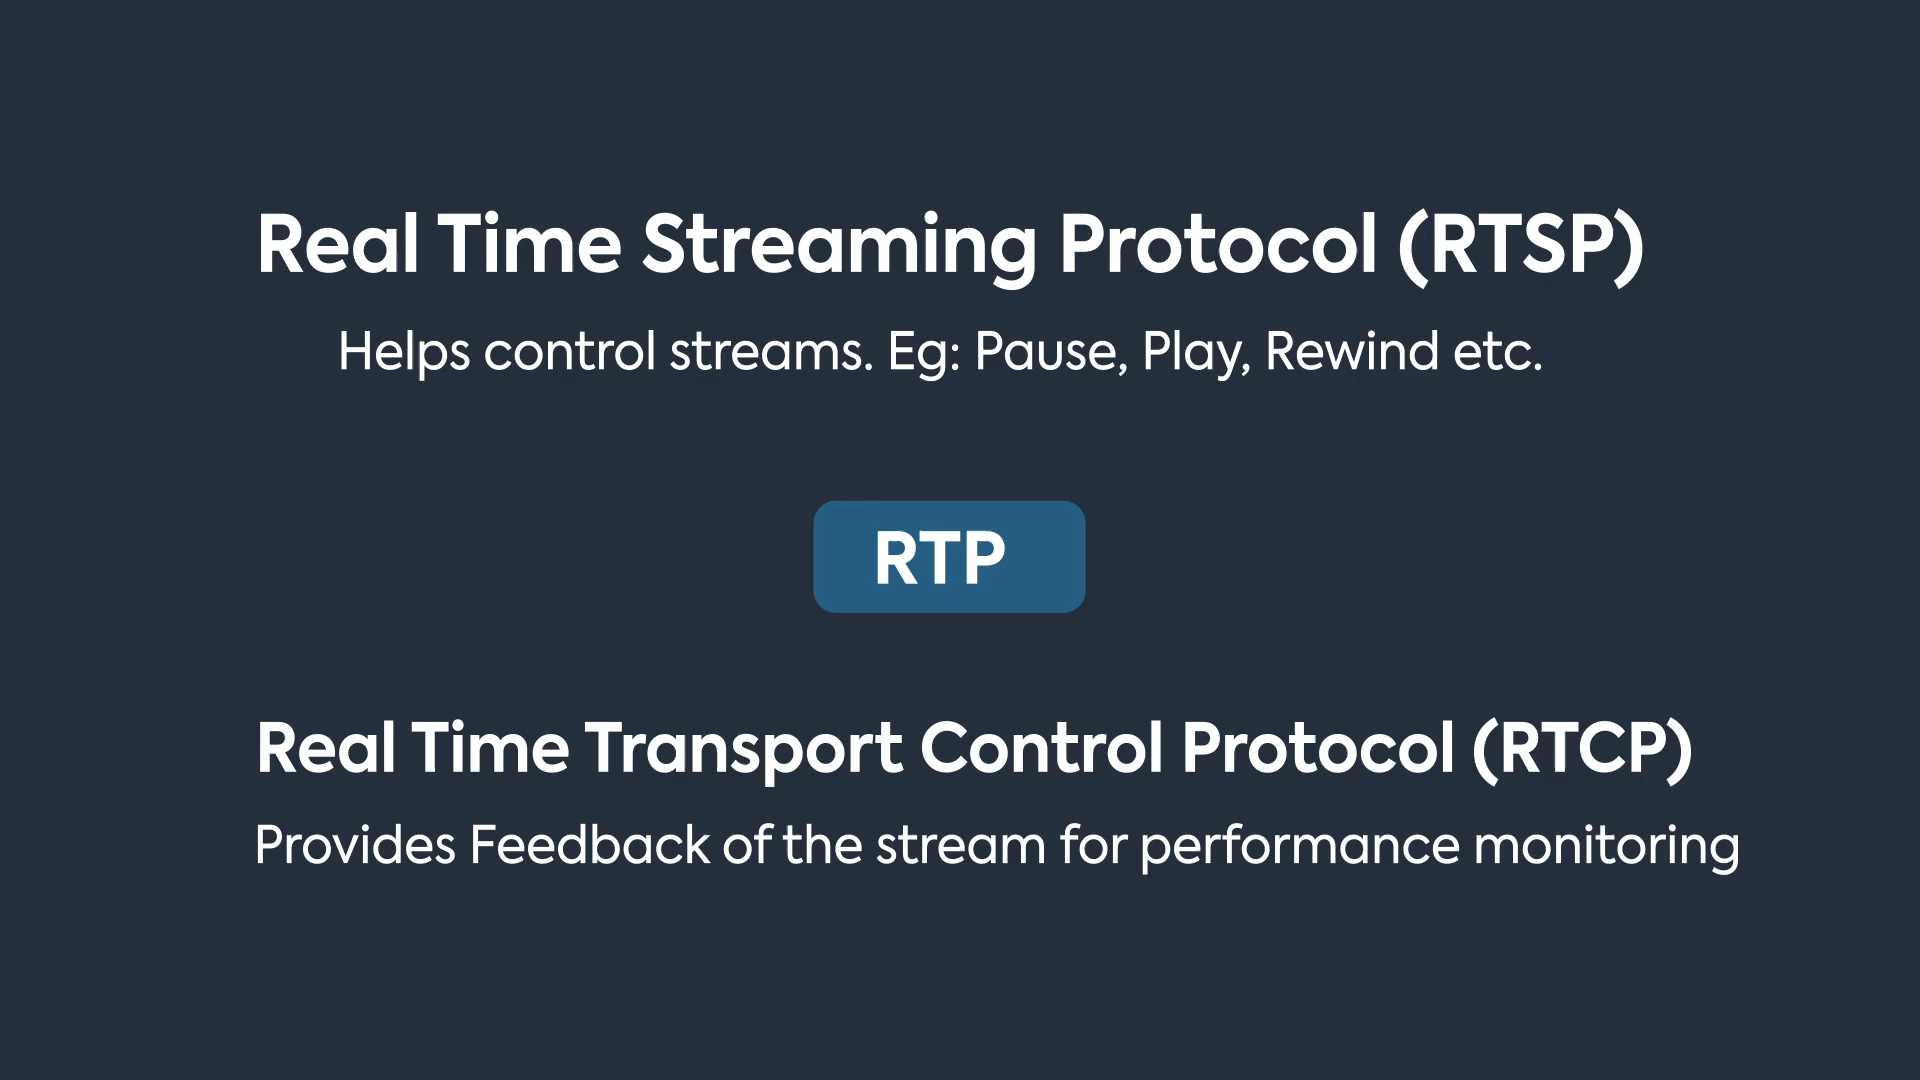 Real Time Streaming Protocol (RTSP)
Helps control streams. Eg: Pause, Play, Rewind etc.
RTP
Real Time Transport Control Protocol (RTCP)
Provides Feedback of the stream for performance monitoring